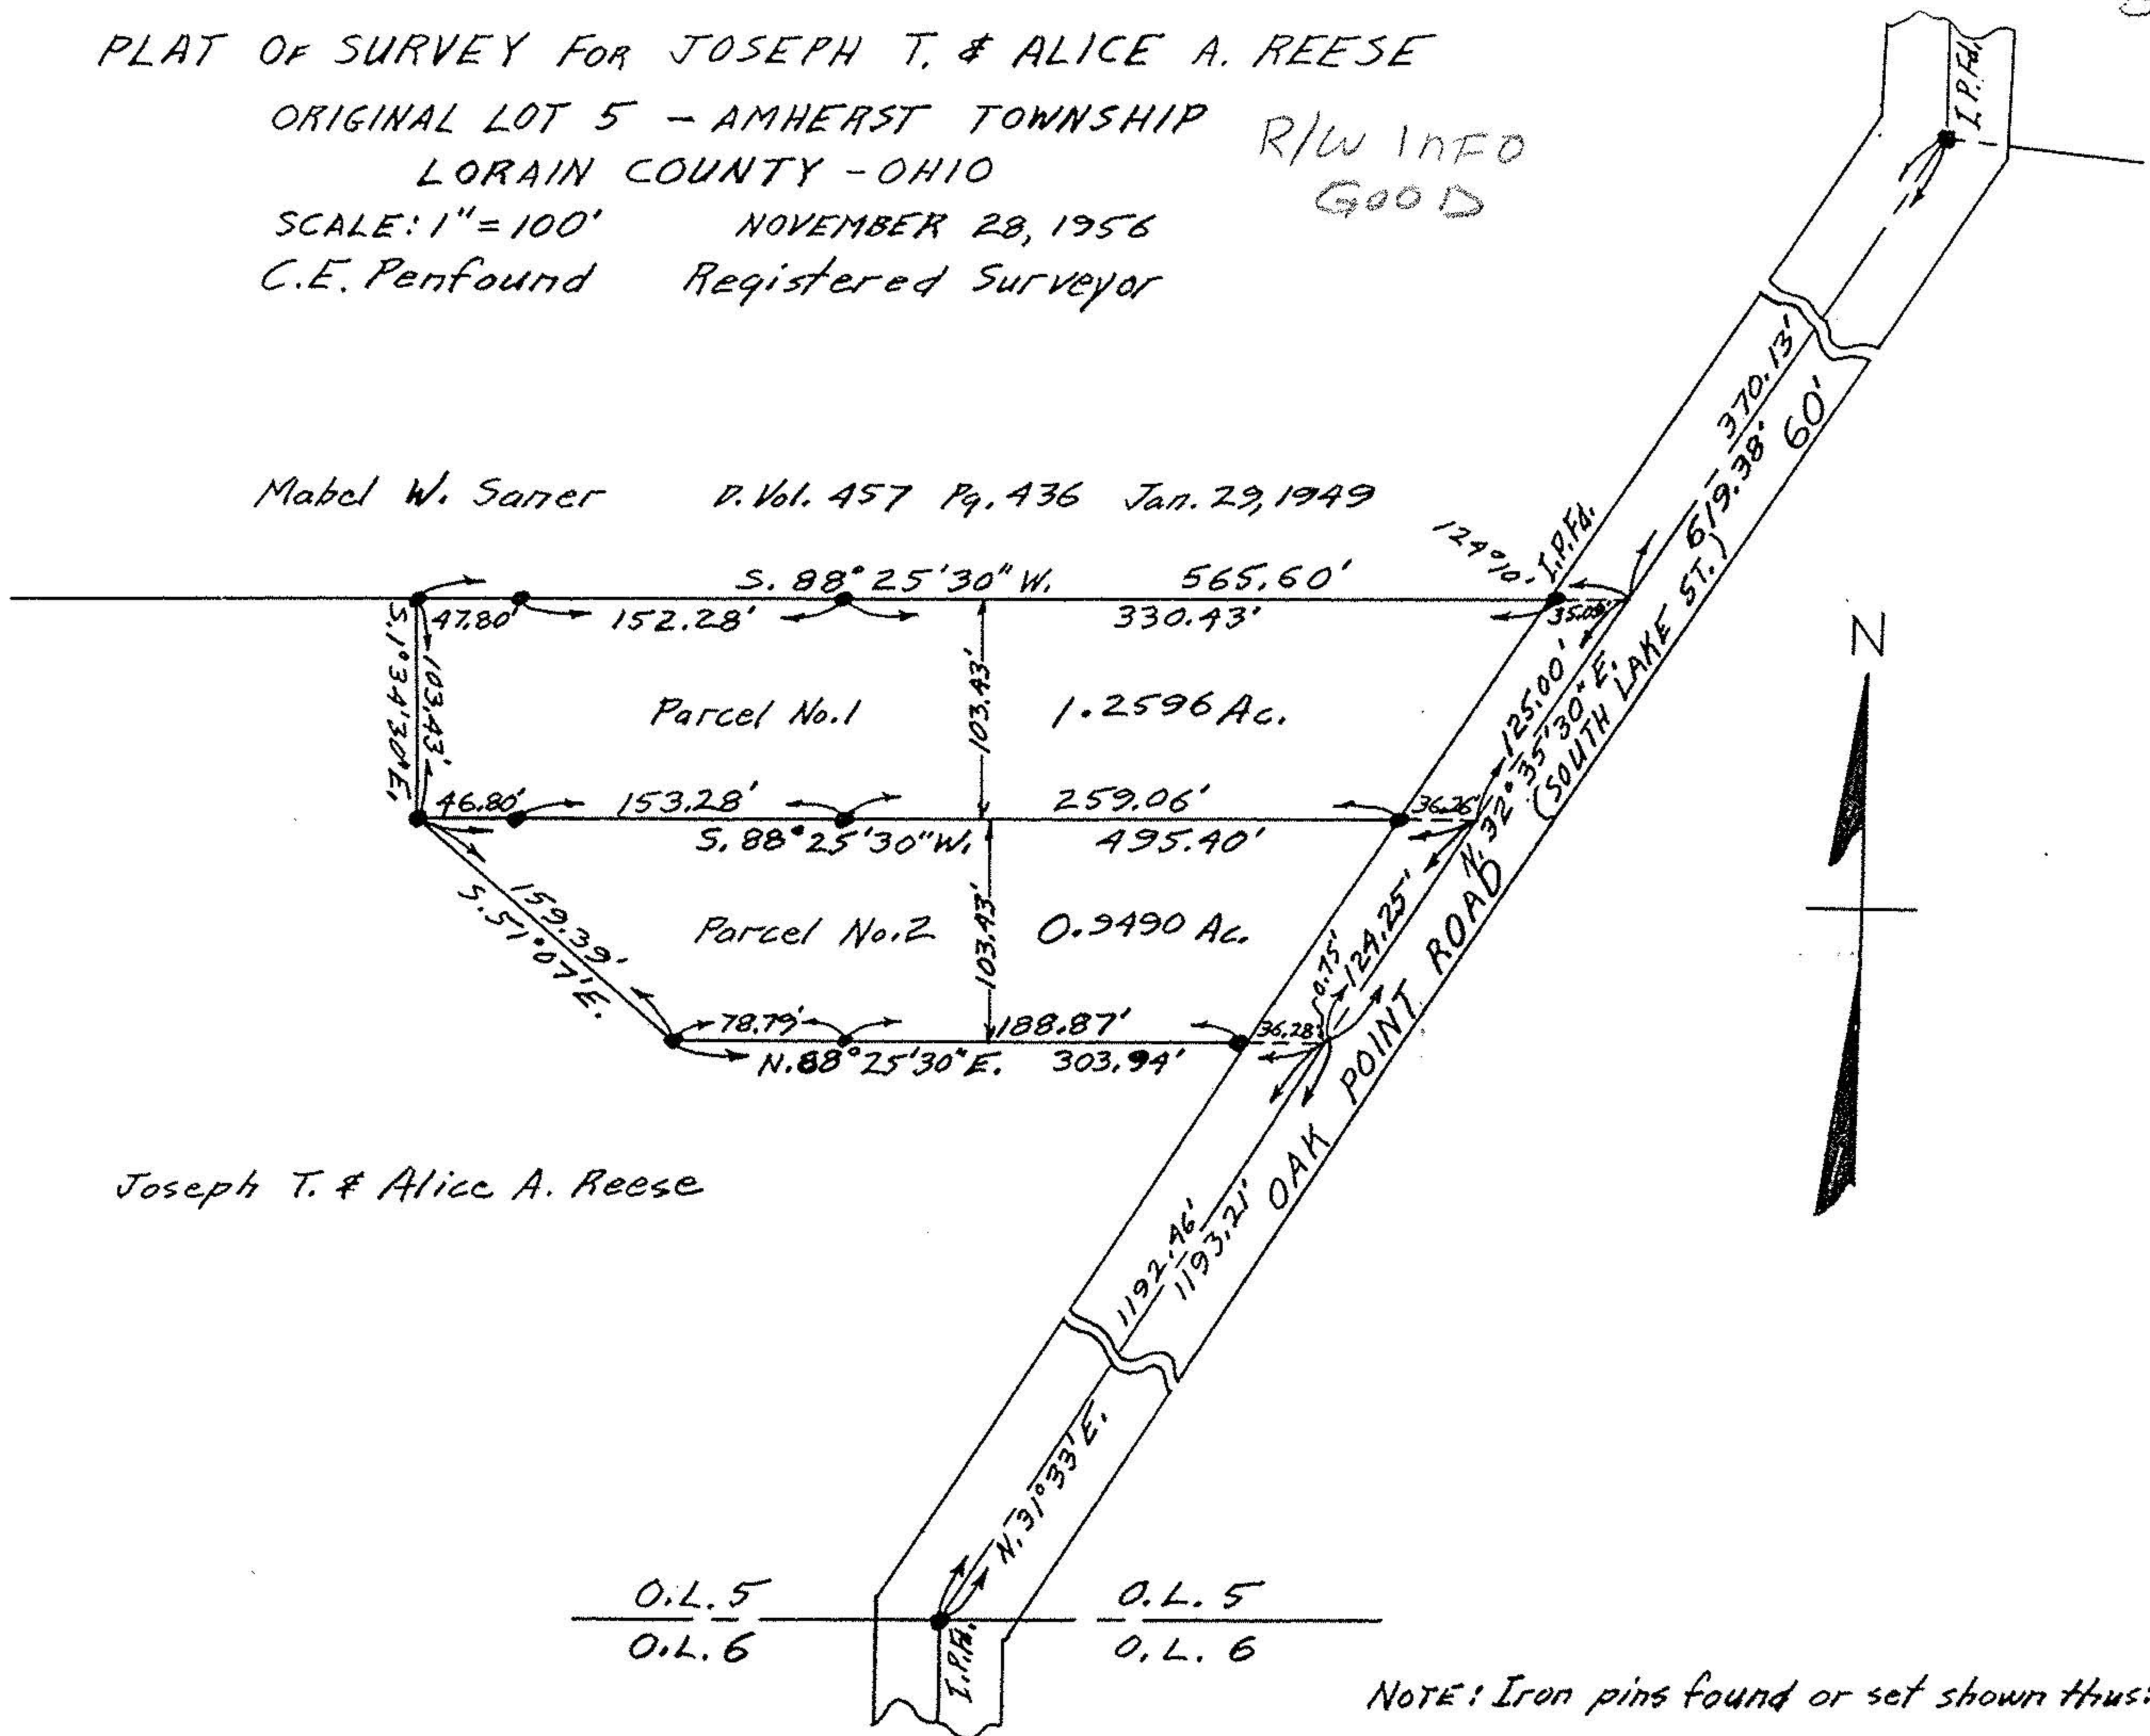 PLAT OF SURVEY FOR JOSEPH T. & ALICE A. REESE
ORIGINAL LOT 5 - AMHERST TOWNSHIP
LORAIN COUNTY - OHIO
SCALE: 1" = 100' NOVEMBER 28, 1956
C.E. Penfound Registered Surveyor
R/W INFO
GOOD
I.P.Fd.
370.13'
619.38' 60'
Mabel W. Saner D. Vol. 457 Pg. 436 Jan. 29, 1949
I.P.Fd.
S. 88° 25' 30" W. 565.60'
47.80' 152.28' 330.43' 35.09'
S. 1° 34' 30" E.
103.43'
103.43'
Parcel No. 1 1.2596 Ac.
125.00'
N. 32° 35' 30" E.
(SOUTH LAKE ST.)
N
46.80' 153.28' 259.06' 36.26'
S. 88° 25' 30" W. 495.40'
159.39'
S. 51° 07' E.
103.43'
Parcel No. 2 0.9490 Ac.
0.75'
124.25'
78.79' 188.87' 36.28'
N. 88° 25' 30" E. 303.94'
OAK POINT ROAD
Joseph T. & Alice A. Reese
1192.46'
1193.21'
N. 31° 33' E.
O.L. 5 O.L. 5
O.L. 6 O.L. 6
I.P.Fd.
NOTE: Iron pins found or set shown thus: